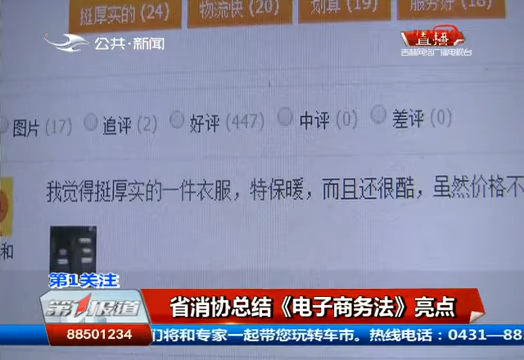 挺厚实的 (24) 物流快 (20) 划算 (19) 服务好 (18)
公共·新闻
直播
吉林网络广播电视台
图片 (17) 追评 (2) 好评 (447) 中评 (0) 差评 (0)
我觉得挺厚实的一件衣服，特保暖，而且还很酷，虽然价格不
和
第1关注
第1报道
省消协总结《电子商务法》亮点
88501234
们将和专家一起带您玩转车市。热线电话：0431—88